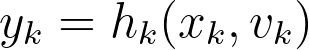 y_k = h_k(x_k, v_k)